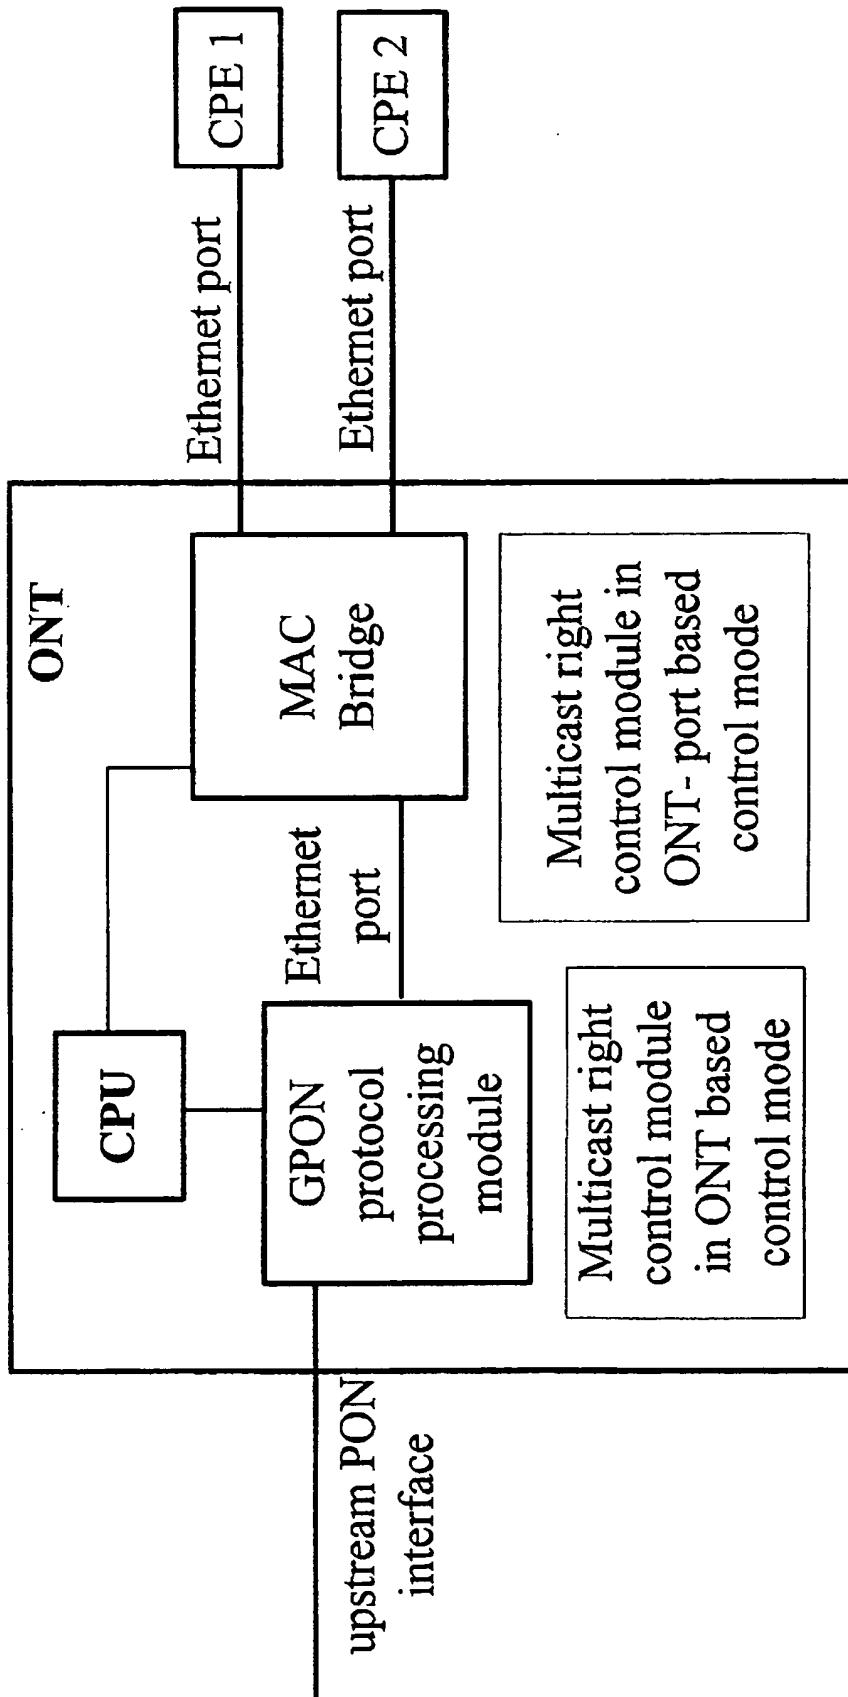 ONT
CPU
upstream PON
interface
GPON
protocol
processing
module
Ethernet
port
MAC
Bridge
Ethernet port
CPE 1
Ethernet port
CPE 2
Multicast right
control module
in ONT based
control mode
Multicast right
control module in
ONT- port based
control mode